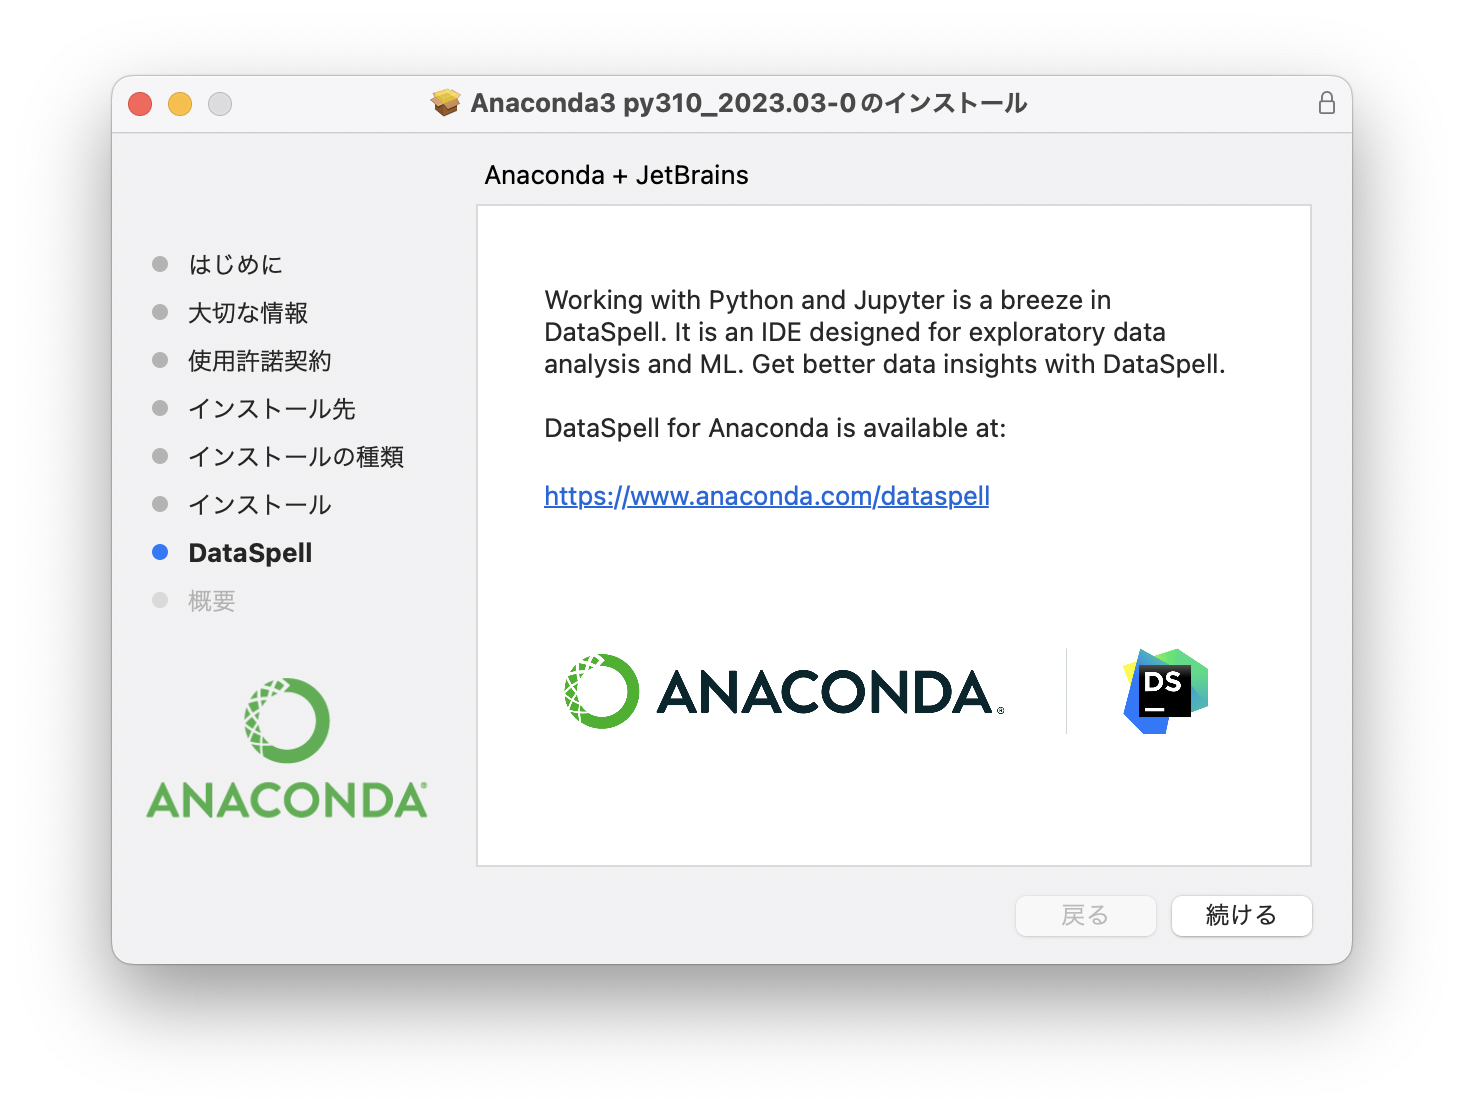 Anaconda3 py310_2023.03-0のインストール
Anaconda + JetBrains
はじめに
大切な情報
使用許諾契約
インストール先
インストールの種類
インストール
DataSpell
概要
ANACONDA®
Working with Python and Jupyter is a breeze in
DataSpell. It is an IDE designed for exploratory data
analysis and ML. Get better data insights with DataSpell.
DataSpell for Anaconda is available at:
https://www.anaconda.com/dataspell
ANACONDA®
DS
戻る
続ける